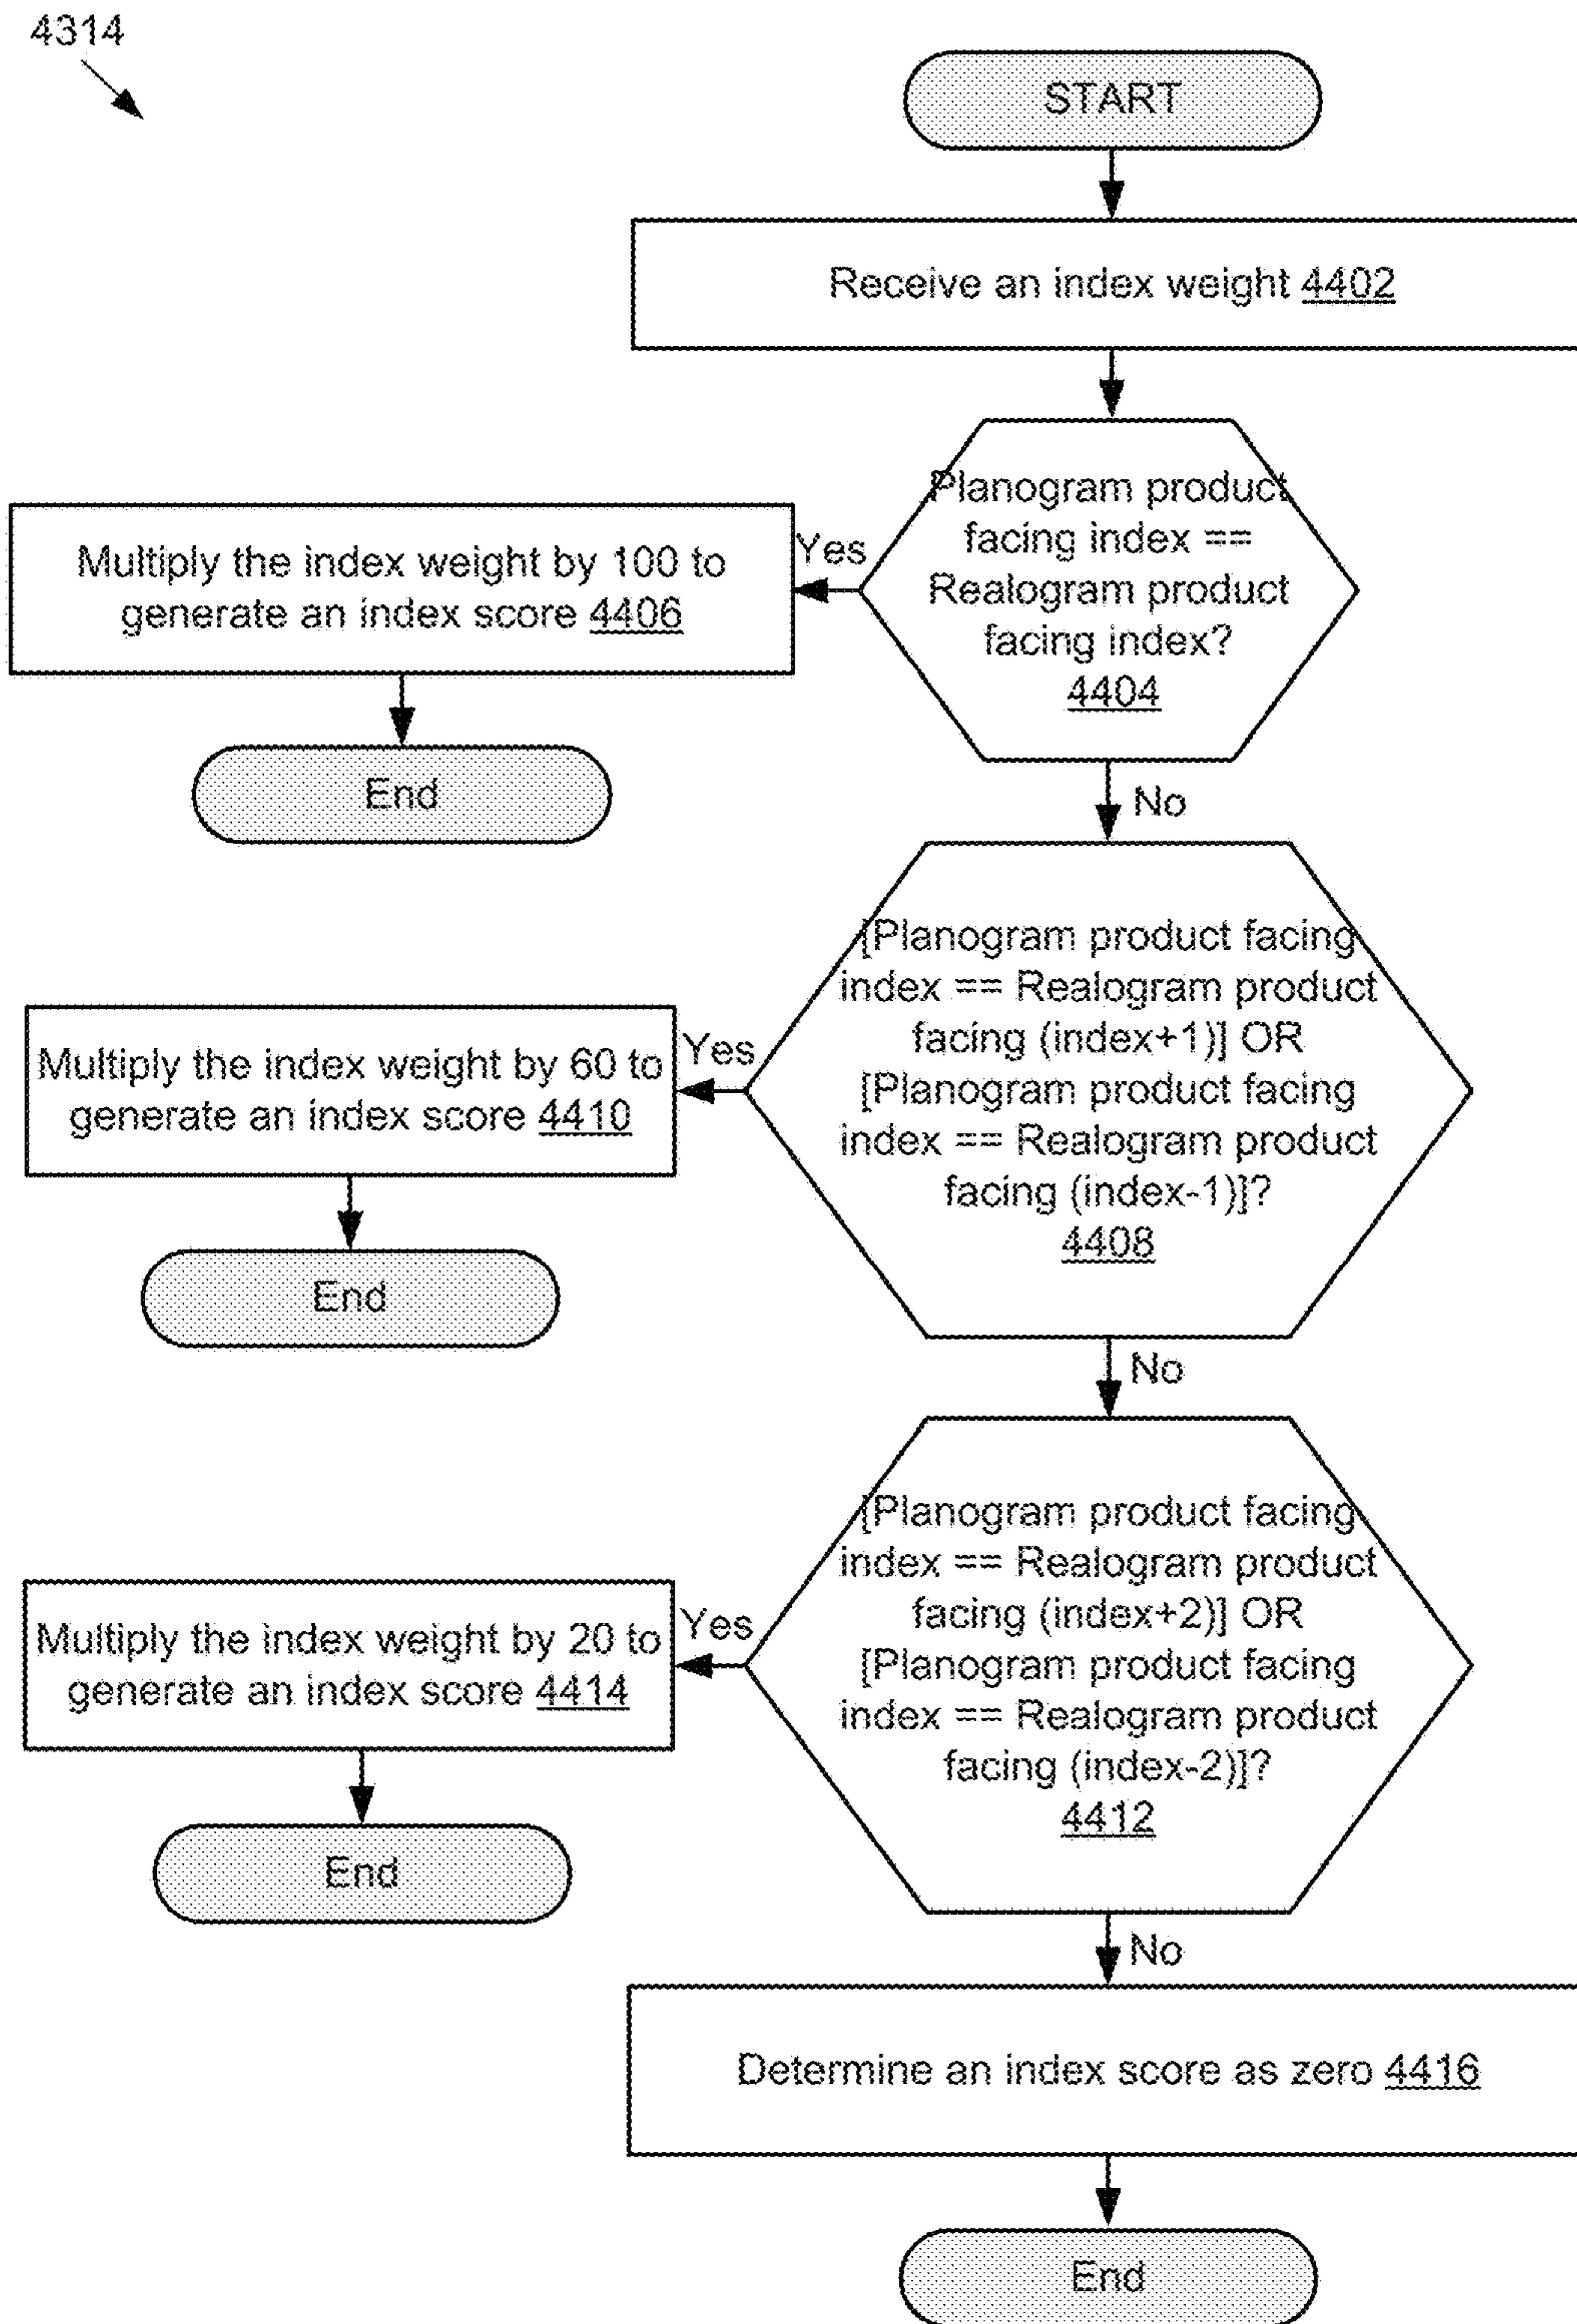 4314
START
Receive an index weight 4402
Planogram product
facing index ==
Realogram product
facing index?
4404
Yes
Multiply the index weight by 100 to
generate an index score 4406
End
No
[Planogram product facing
index == Realogram product
facing (index+1)] OR
[Planogram product facing
index == Realogram product
facing (index-1)]?
4408
Yes
Multiply the index weight by 60 to
generate an index score 4410
End
No
[Planogram product facing
index == Realogram product
facing (index+2)] OR
[Planogram product facing
index == Realogram product
facing (index-2)]?
4412
Yes
Multiply the index weight by 20 to
generate an index score 4414
End
No
Determine an index score as zero 4416
End